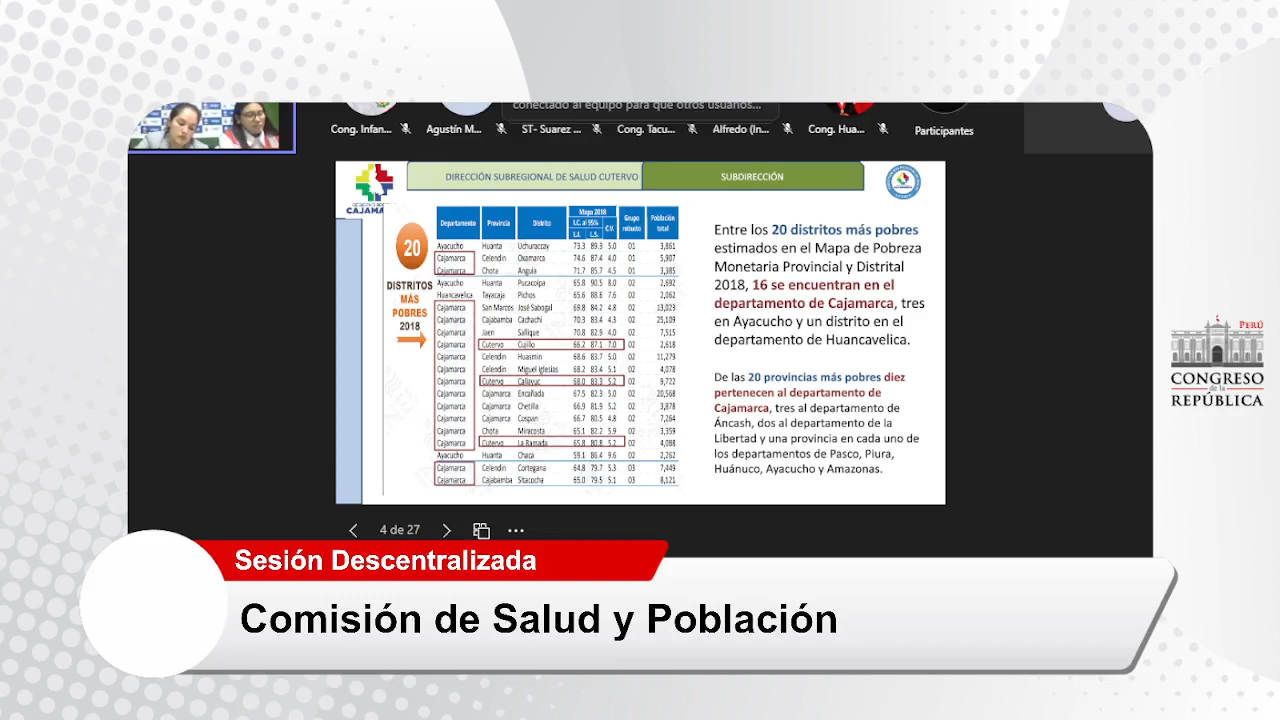 conectado al equipo para que otros usuarios...
Cong. Infan...
Agustín M...
ST- Suarez ...
Cong. Tacu...
Alfredo (In...
Cong. Hua...
Participantes
DIRECCIÓN SUBREGIONAL DE SALUD CUTERVO
SUBDIRECCIÓN
20
DISTRITOS
MÁS
POBRES
2018
Departamento Provincia Distrito Mapa 2018 I.C. al 95% L.I. L.S. C.V. Grupo robusto Población total
Ayacucho Huanta Uchuraccay 73.3 89.3 5.0 01 3,861
Cajamarca Celendín Oxamarca 74.6 87.4 4.0 01 5,907
Cajamarca Chota Anguia 71.7 85.7 4.5 01 3,385
Ayacucho Huanta Pucacolpa 65.8 90.5 8.0 02 2,692
Huancavelica Tayacaja Pichos 65.6 88.6 7.6 02 2,062
Cajamarca San Marcos José Sabogal 69.8 84.2 4.8 02 13,023
Cajamarca Cajabamba Cachachi 70.3 83.4 4.3 02 25,109
Cajamarca Jaen Sallique 70.8 82.9 4.0 02 7,515
Cajamarca Cutervo Cujillo 66.2 87.1 7.0 02 2,618
Cajamarca Celendín Huasmin 68.6 83.7 5.0 02 11,279
Cajamarca Celendín Miguel Iglesias 68.2 83.4 5.1 02 4,078
Cajamarca Cutervo Callayuc 68.0 83.3 5.2 02 9,722
Cajamarca Cajamarca Encañada 67.5 82.3 5.0 02 20,568
Cajamarca Cajamarca Chetilla 66.9 81.9 5.2 02 3,878
Cajamarca Cajamarca Cospan 66.7 80.5 4.8 02 7,264
Cajamarca Chota Miracosta 65.1 82.2 5.9 02 3,359
Cajamarca Cutervo La Ramada 65.8 80.8 5.2 02 4,088
Ayacucho Huanta Chaca 59.1 86.4 9.6 02 2,262
Cajamarca Celendín Cortegana 64.8 79.7 5.3 03 7,449
Cajamarca Cajabamba Sitacocha 65.0 79.5 5.1 03 8,121
Entre los 20 distritos más pobres
estimados en el Mapa de Pobreza
Monetaria Provincial y Distrital
2018, 16 se encuentran en el
departamento de Cajamarca, tres
en Ayacucho y un distrito en el
departamento de Huancavelica.
De las 20 provincias más pobres diez
pertenecen al departamento de
Cajamarca, tres al departamento de
Áncash, dos al departamento de la
Libertad y una provincia en cada uno de
los departamentos de Pasco, Piura,
Huánuco, Ayacucho y Amazonas.
4 de 27
PERÚ
CONGRESO
de la
REPÚBLICA
Sesión Descentralizada
Comisión de Salud y Población